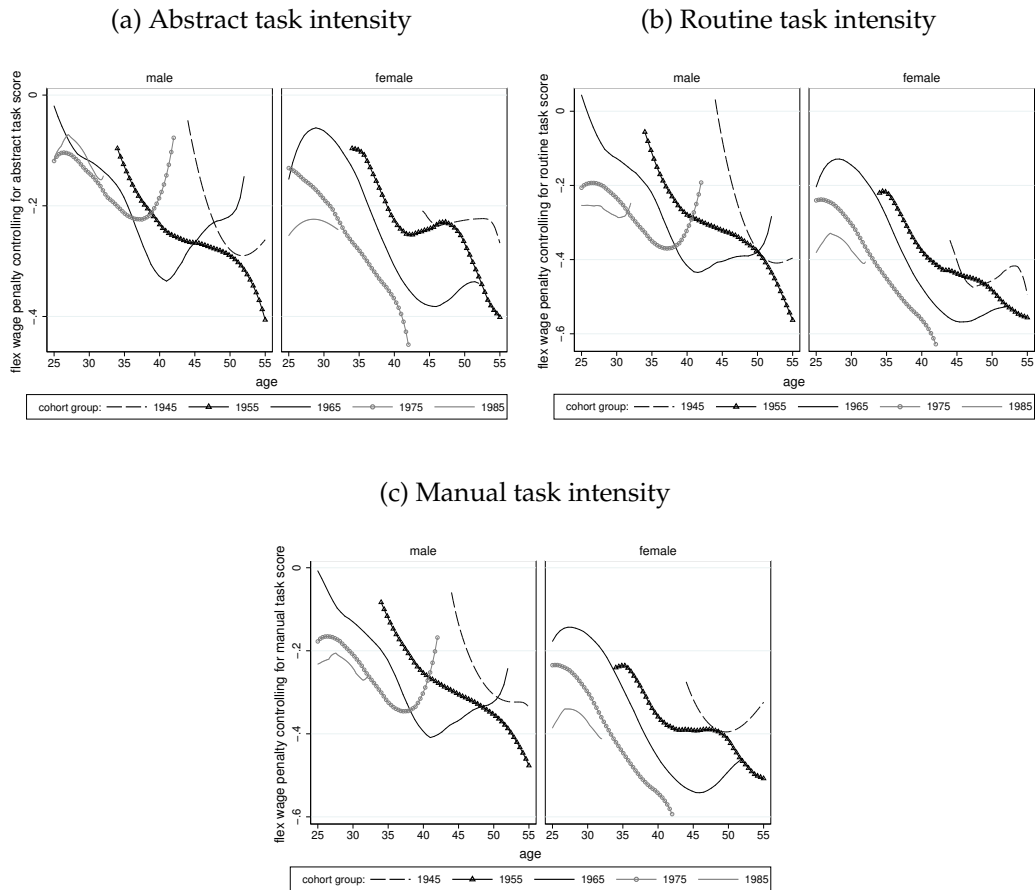 (a) Abstract task intensity
male female
flex wage penalty controlling for abstract task score
0
-.2
-.4
25 30 35 40 45 50 55 25 30 35 40 45 50 55
age
cohort group: 1945 1955 1965 1975 1985
(b) Routine task intensity
male female
flex wage penalty controlling for routine task score
0
-.2
-.4
-.6
25 30 35 40 45 50 55 25 30 35 40 45 50 55
age
cohort group: 1945 1955 1965 1975 1985
(c) Manual task intensity
male female
flex wage penalty controlling for manual task score
0
-.2
-.4
-.6
25 30 35 40 45 50 55 25 30 35 40 45 50 55
age
cohort group: 1945 1955 1965 1975 1985